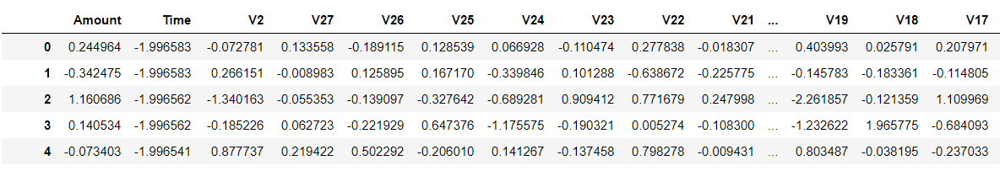 Amount Time V2 V27 V26 V25 V24 V23 V22 V21 ... V19 V18 V17
0 0.244964 -1.996583 -0.072781 0.133558 -0.189115 0.128539 0.066928 -0.110474 0.277838 -0.018307 ... 0.403993 0.025791 0.207971
1 -0.342475 -1.996583 0.266151 -0.008983 0.125895 0.167170 -0.339846 0.101288 -0.638672 -0.225775 ... -0.145783 -0.183361 -0.114805
2 1.160686 -1.996562 -1.340163 -0.055353 -0.139097 -0.327642 -0.689281 0.909412 0.771679 0.247998 ... -2.261857 -0.121359 1.109969
3 0.140534 -1.996562 -0.185226 0.062723 -0.221929 0.647376 -1.175575 -0.190321 0.005274 -0.108300 ... -1.232622 1.965775 -0.684093
4 -0.073403 -1.996541 0.877737 0.219422 0.502292 -0.206010 0.141267 -0.137458 0.798278 -0.009431 ... 0.803487 -0.038195 -0.237033